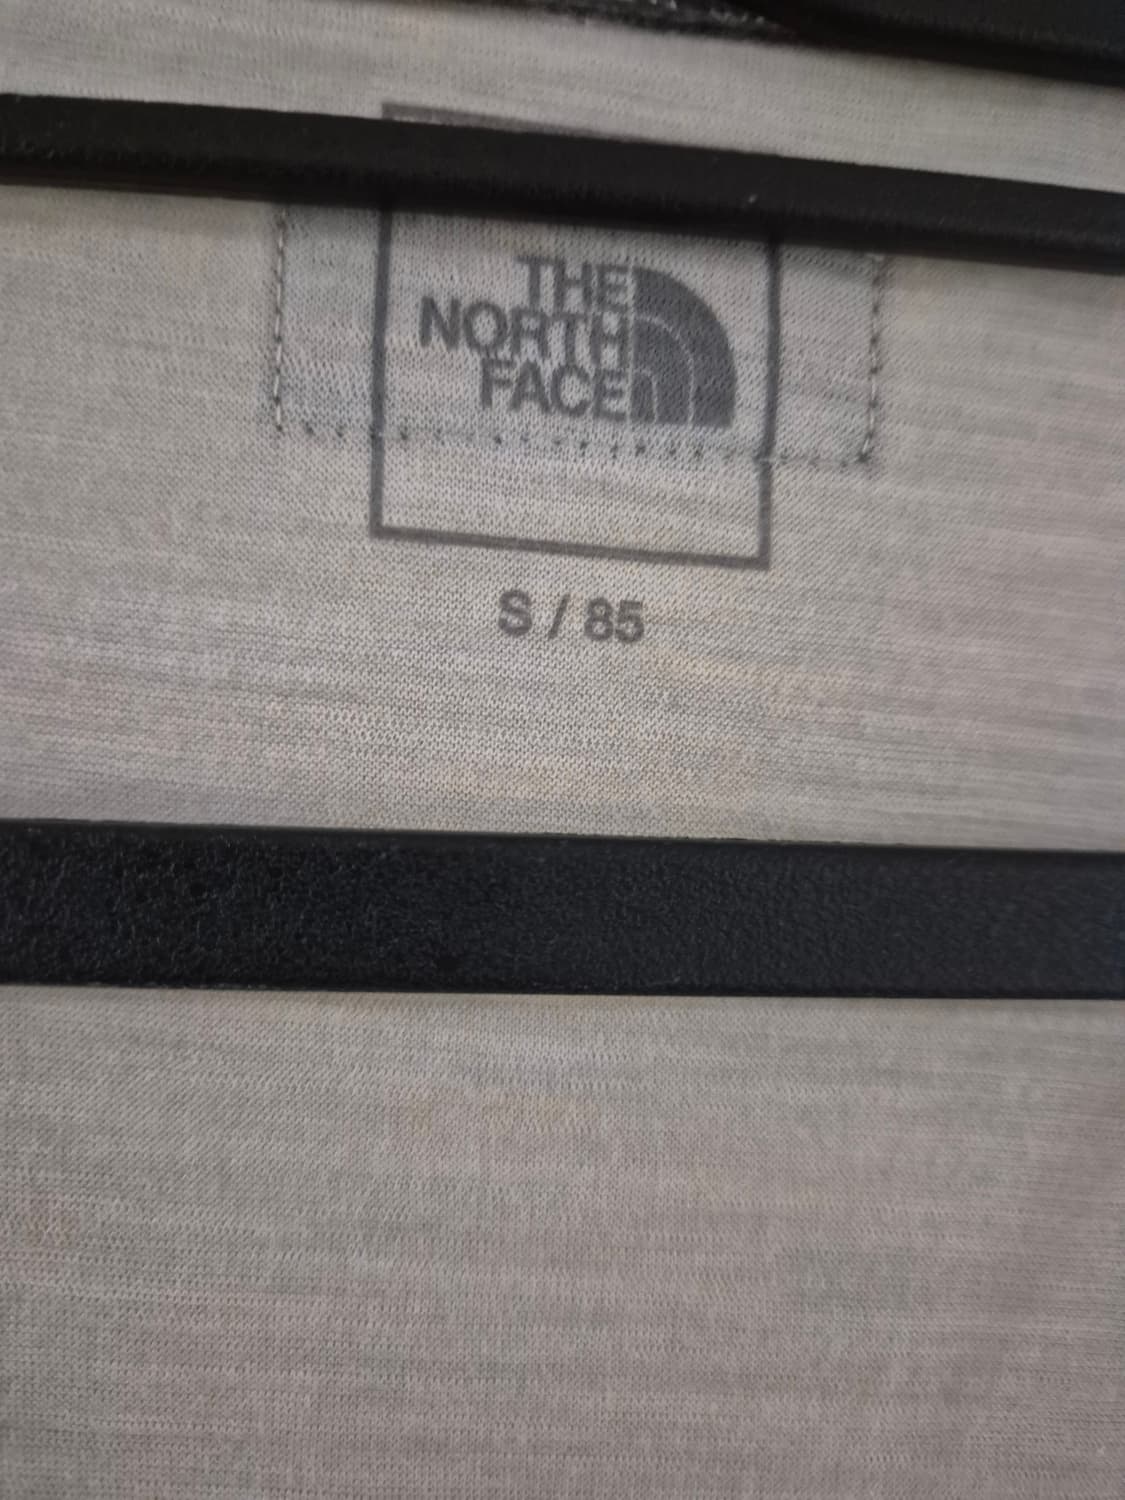 THE
NORTH
FACE
S / 85